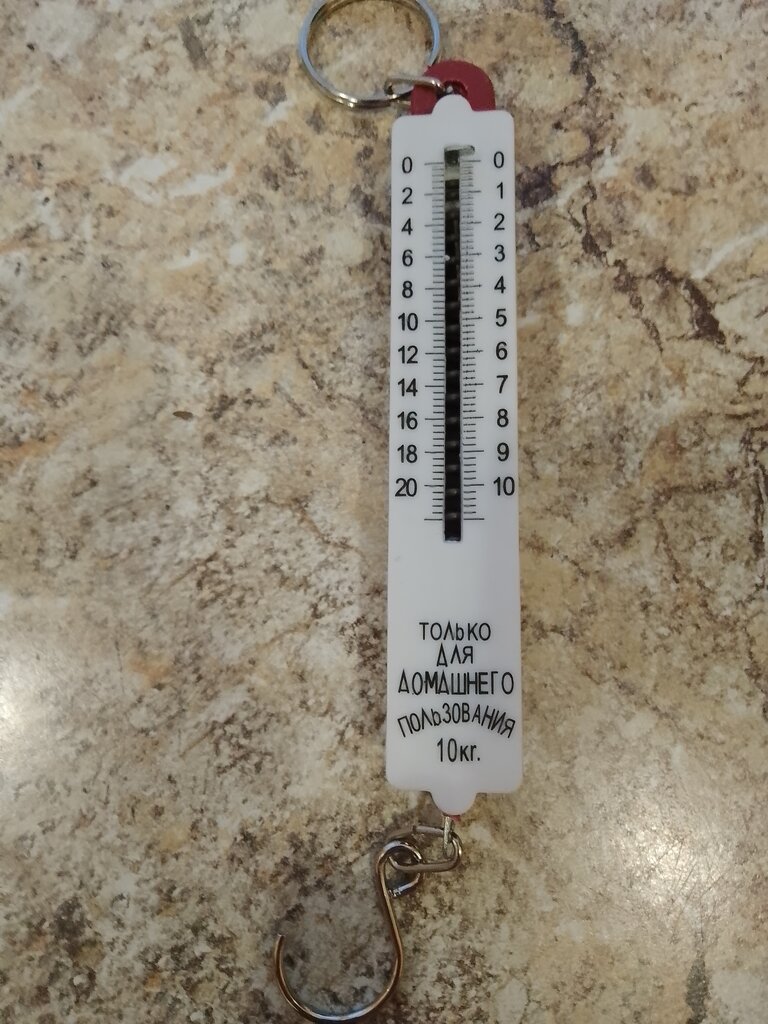 0 0
2 1
4 2
6 3
8 4
10 5
12 6
14 7
16 8
18 9
20 10
ТОЛЬКО
ДЛЯ
ДОМАШНЕГО
ПОЛЬЗОВАНИЯ
10кг.